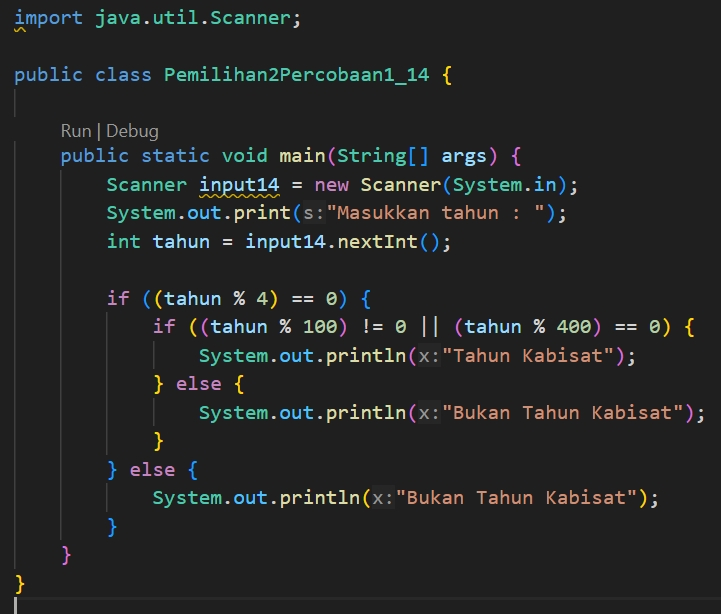 import java.util.Scanner;
public class Pemilihan2Percobaan1_14 {
Run | Debug
public static void main(String[] args) {
Scanner input14 = new Scanner(System.in);
System.out.print(s:"Masukkan tahun : ");
int tahun = input14.nextInt();
if ((tahun % 4) == 0) {
if ((tahun % 100) != 0 || (tahun % 400) == 0) {
System.out.println(x:"Tahun Kabisat");
} else {
System.out.println(x:"Bukan Tahun Kabisat");
}
} else {
System.out.println(x:"Bukan Tahun Kabisat");
}
}
}